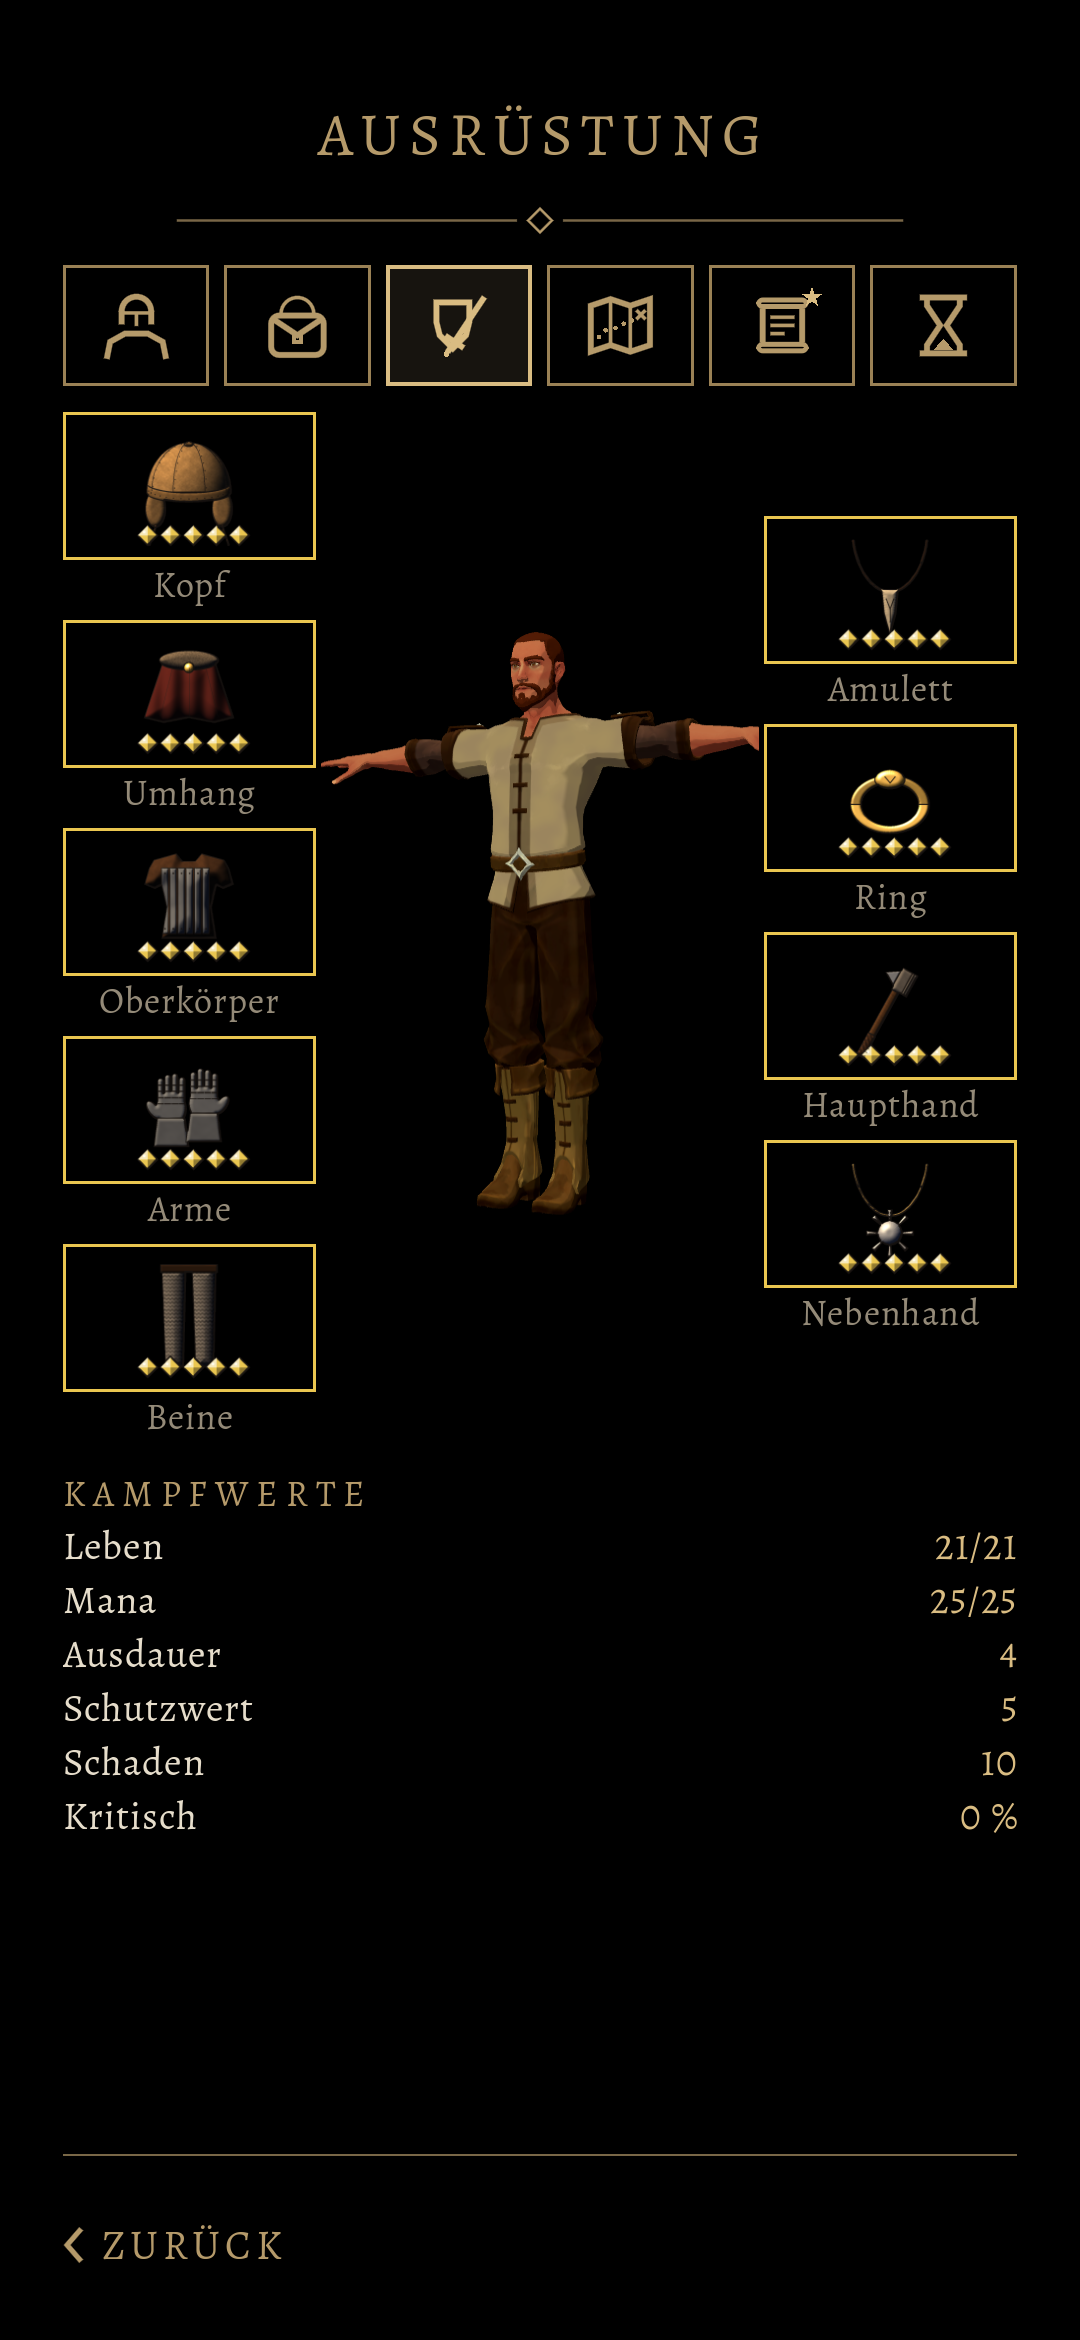 AUSRÜSTUNG
Kopf
Umhang
Oberkörper
Arme
Beine
Amulett
Ring
Haupthand
Nebenhand
KAMPFWERTE
Leben 21/21
Mana 25/25
Ausdauer 4
Schutzwert 5
Schaden 10
Kritisch 0 %
ZURÜCK